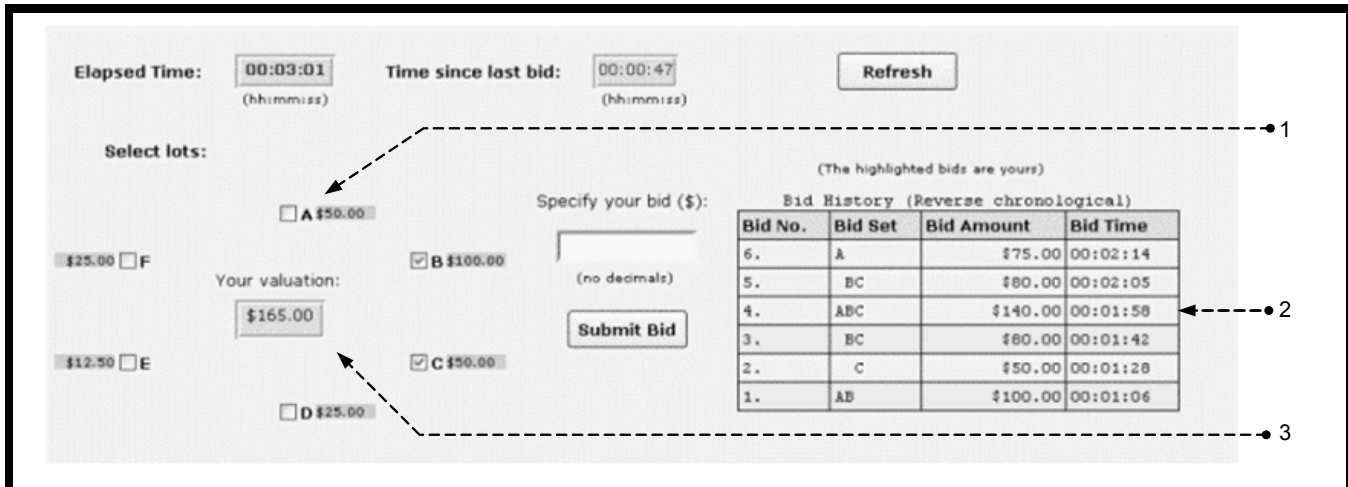 Elapsed Time: 00:03:01 Time since last bid: 00:00:47 Refresh
(hh:mm:ss) (hh:mm:ss)
1
Select lots:
(The highlighted bids are yours)
Specify your bid ($): Bid History (Reverse chronological)
A $50.00
Bid No. Bid Set Bid Amount Bid Time
6. A $75.00 00:02:14
$25.00 F B $100.00
(no decimals)
5. BC $80.00 00:02:05
Your valuation:
4. ABC $140.00 00:01:58
2
$165.00
Submit Bid
3. BC $80.00 00:01:42
$12.50 E C $50.00
2. C $50.00 00:01:28
1. AB $100.00 00:01:06
D $25.00
3